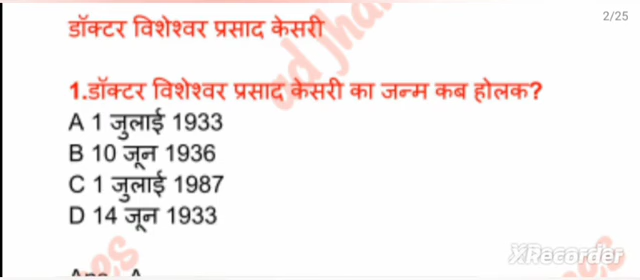 2/25
डॉक्टर विशेश्वर प्रसाद केसरी
1.डॉक्टर विशेश्वर प्रसाद केसरी का जन्म कब होलक?
A 1 जुलाई 1933
B 10 जून 1936
C 1 जुलाई 1987
D 14 जून 1933
XRecorder